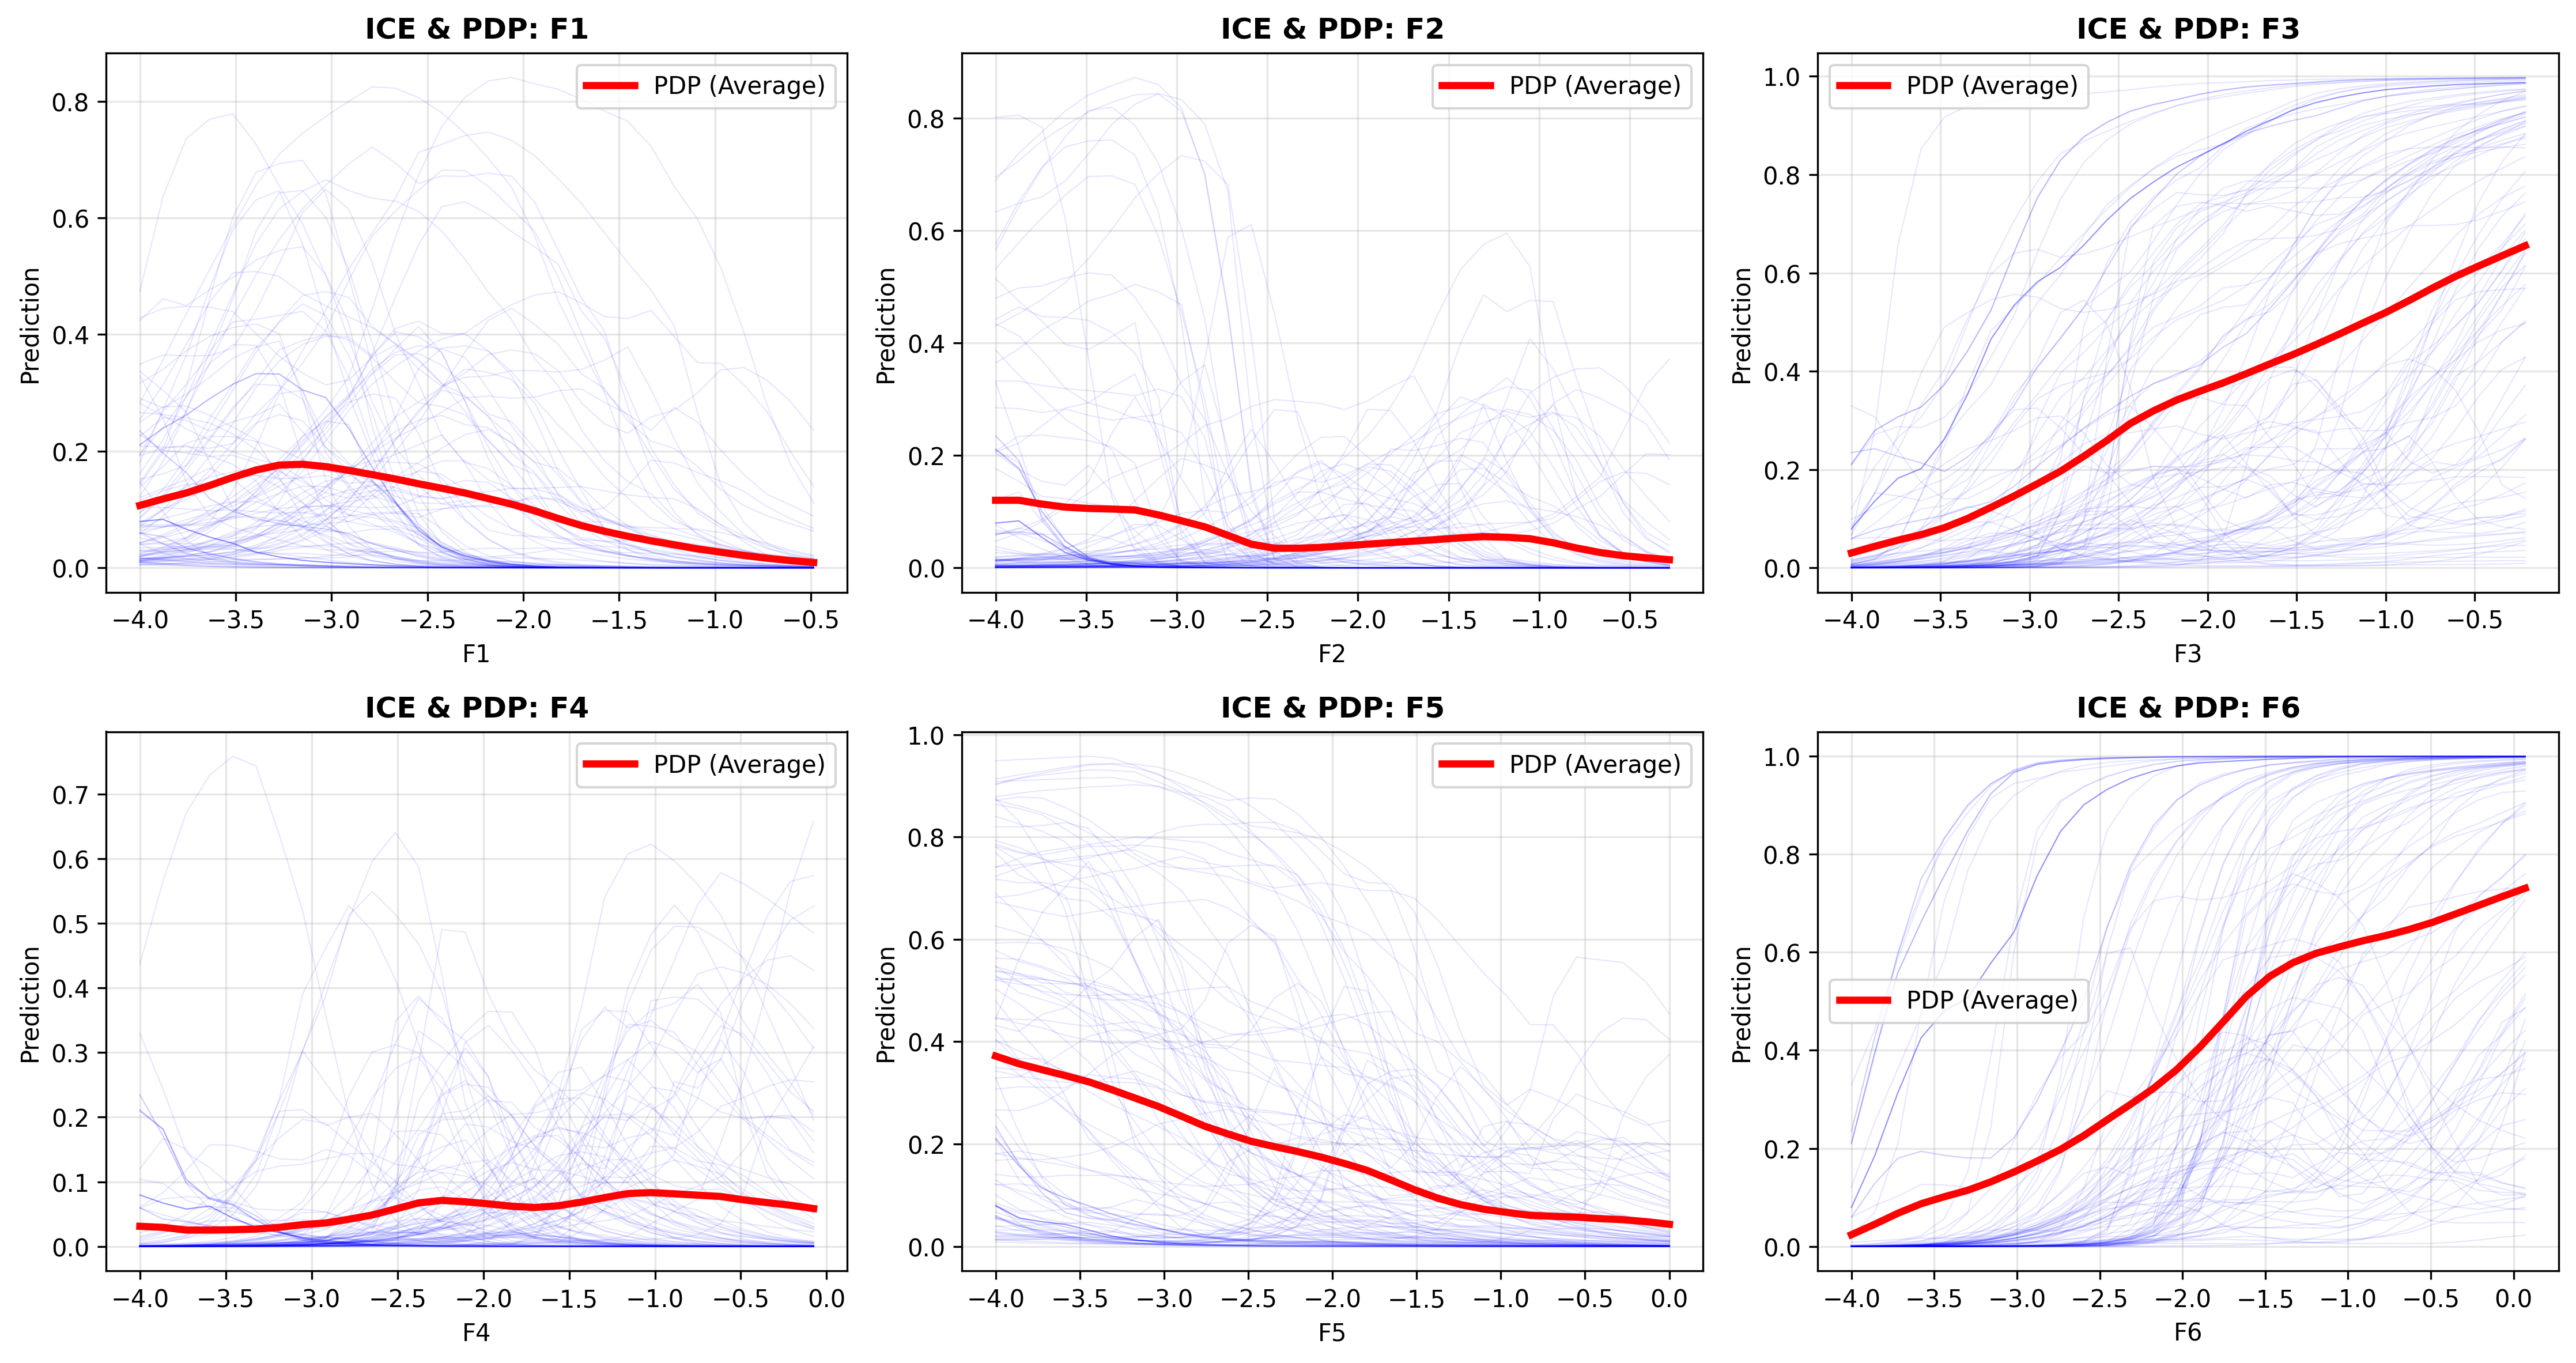 ICE & PDP: F1
PDP (Average)
0.8
0.6
0.4
0.2
0.0
Prediction
−4.0 −3.5 −3.0 −2.5 −2.0 −1.5 −1.0 −0.5
F1
ICE & PDP: F2
PDP (Average)
0.8
0.6
0.4
0.2
0.0
Prediction
−4.0 −3.5 −3.0 −2.5 −2.0 −1.5 −1.0 −0.5
F2
ICE & PDP: F3
PDP (Average)
1.0
0.8
0.6
0.4
0.2
0.0
Prediction
−4.0 −3.5 −3.0 −2.5 −2.0 −1.5 −1.0 −0.5
F3
ICE & PDP: F4
PDP (Average)
0.7
0.6
0.5
0.4
0.3
0.2
0.1
0.0
Prediction
−4.0 −3.5 −3.0 −2.5 −2.0 −1.5 −1.0 −0.5 0.0
F4
ICE & PDP: F5
PDP (Average)
1.0
0.8
0.6
0.4
0.2
0.0
Prediction
−4.0 −3.5 −3.0 −2.5 −2.0 −1.5 −1.0 −0.5 0.0
F5
ICE & PDP: F6
PDP (Average)
1.0
0.8
0.6
0.4
0.2
0.0
Prediction
−4.0 −3.5 −3.0 −2.5 −2.0 −1.5 −1.0 −0.5 0.0
F6